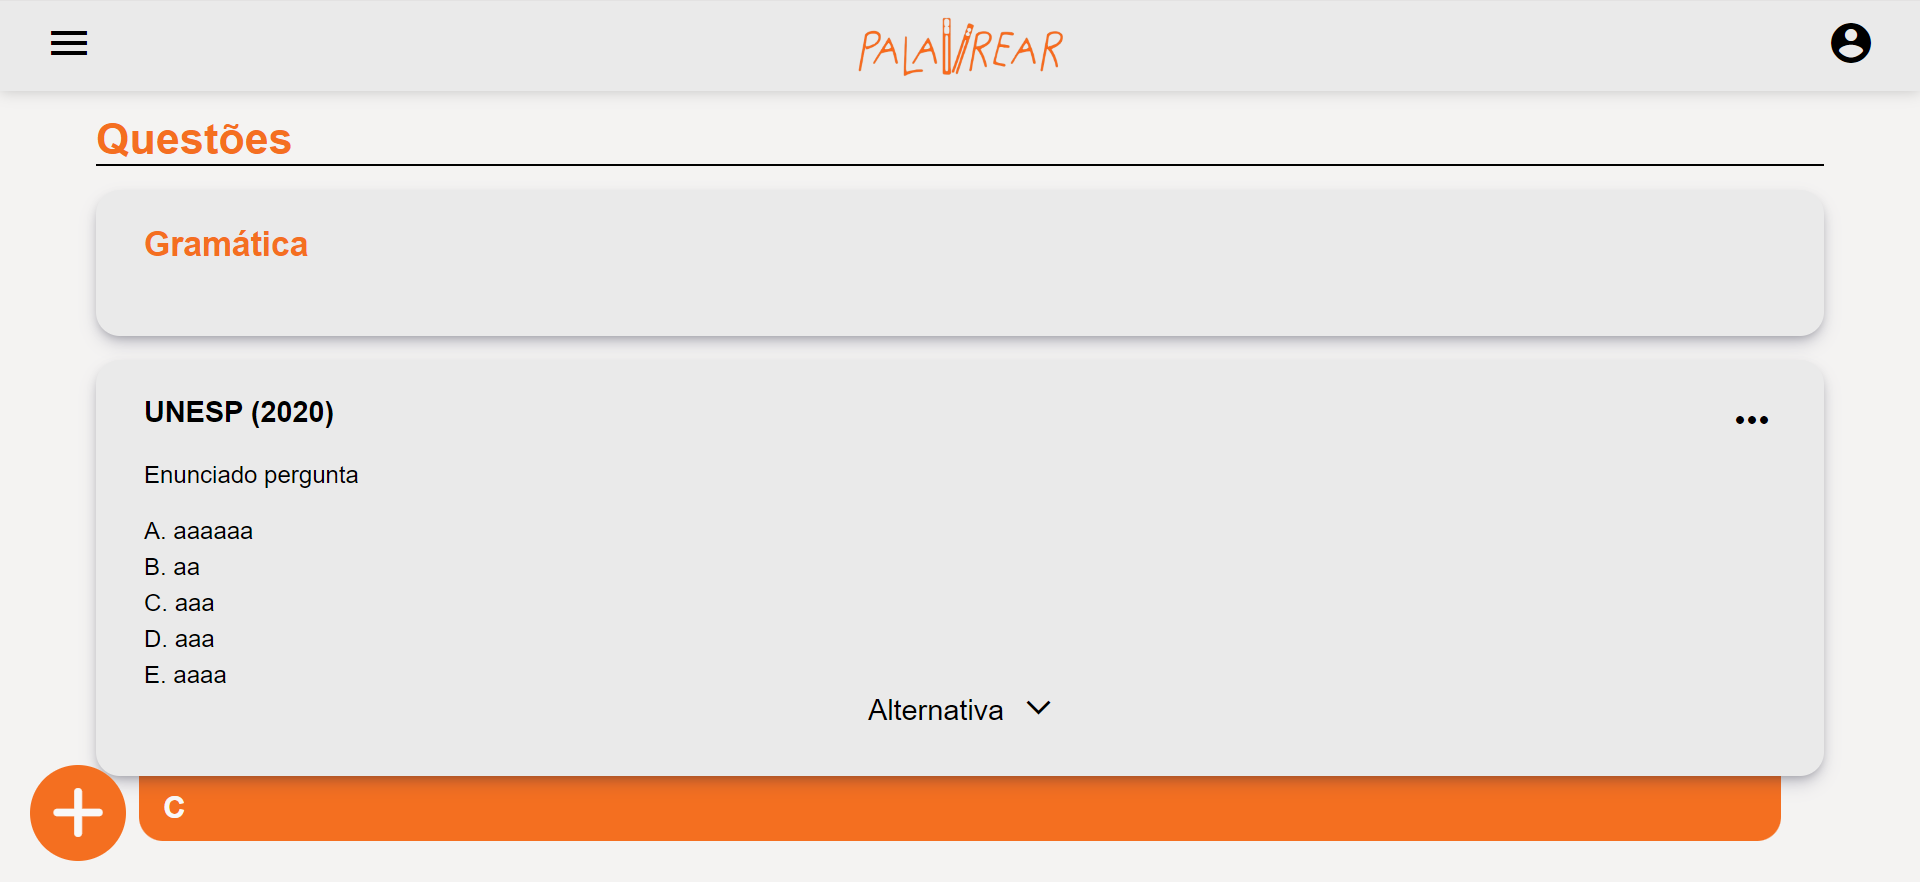 PALAVREAR
Questões
Gramática
UNESP (2020)
Enunciado pergunta
A. aaaaaa
B. aa
C. aaa
D. aaa
E. aaaa
Alternativa
C